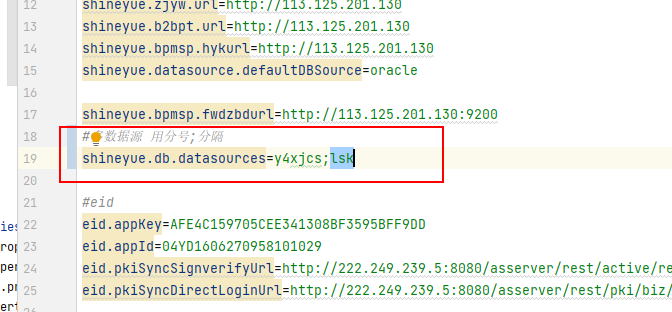 12 shineyue.zjyw.url=http://113.125.201.130
13 shineyue.b2bpt.url=http://113.125.201.130
14 shineyue.bpmsp.hykurl=http://113.125.201.130
15 shineyue.datasource.defaultDBSource=oracle
16
17 shineyue.bpmsp.fwdzbdurl=http://113.125.201.130:9200
18 # 数据源 用分号;分隔
19 shineyue.db.datasources=y4xjcs;lsk
20
21 #eid
22 eid.appKey=AFE4C159705CEE341308BF3595BFF9DD
23 eid.appId=04YD1606270958101029
ies 24 eid.pkiSyncSignverifyUrl=http://222.249.239.5:8080/asserver/rest/active/re
rop
per
.pr 25 eid.pkiSyncDirectLoginUrl=http://222.249.239.5:8080/asserver/rest/pki/biz/
ert